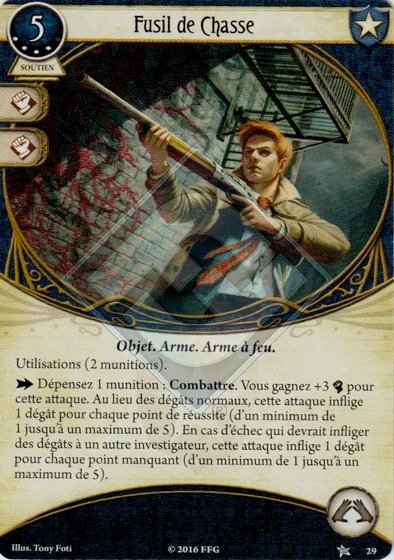 Fusil de Chasse
5
SOUTIEN
Objet. Arme. Arme à feu.
Utilisations (2 munitions).
Dépensez 1 munition : Combattre. Vous gagnez +3 pour
cette attaque. Au lieu des dégâts normaux, cette attaque inflige
1 dégât pour chaque point de réussite (d'un minimum de
1 jusqu'à un maximum de 5). En cas d'échec qui devrait infliger
des dégâts à un autre investigateur, cette attaque inflige 1 dégât
pour chaque point manquant (d'un minimum de 1 jusqu'à un
maximum de 5).
Illus. Tony Foti
© 2016 FFG
29